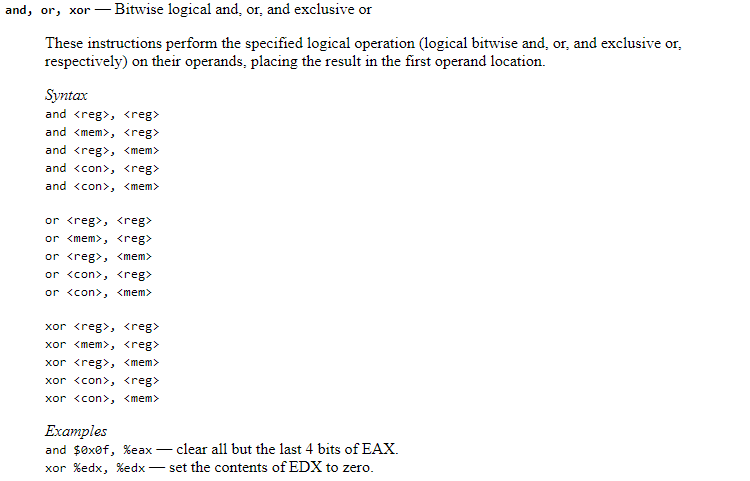 and, or, xor — Bitwise logical and, or, and exclusive or
These instructions perform the specified logical operation (logical bitwise and, or, and exclusive or,
respectively) on their operands, placing the result in the first operand location.
Syntax
and <reg>, <reg>
and <mem>, <reg>
and <reg>, <mem>
and <con>, <reg>
and <con>, <mem>
or <reg>, <reg>
or <mem>, <reg>
or <reg>, <mem>
or <con>, <reg>
or <con>, <mem>
xor <reg>, <reg>
xor <mem>, <reg>
xor <reg>, <mem>
xor <con>, <reg>
xor <con>, <mem>
Examples
and $0x0f, %eax — clear all but the last 4 bits of EAX.
xor %edx, %edx — set the contents of EDX to zero.